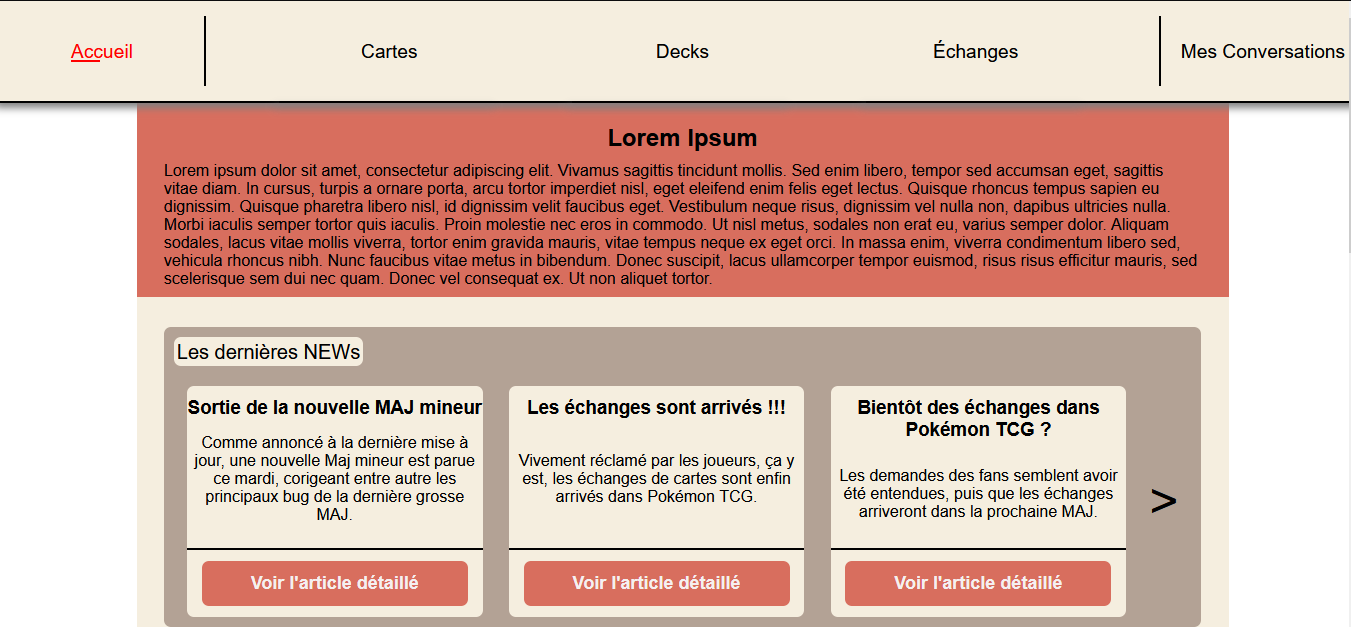 Accueil
Cartes
Decks
Échanges
Mes Conversations
Lorem Ipsum
Lorem ipsum dolor sit amet, consectetur adipiscing elit. Vivamus sagittis tincidunt mollis. Sed enim libero, tempor sed accumsan eget, sagittis
vitae diam. In cursus, turpis a ornare porta, arcu tortor imperdiet nisl, eget eleifend enim felis eget lectus. Quisque rhoncus tempus sapien eu
dignissim. Quisque pharetra libero nisl, id dignissim velit faucibus eget. Vestibulum neque risus, dignissim vel nulla non, dapibus ultricies nulla.
Morbi iaculis semper tortor quis iaculis. Proin molestie nec eros in commodo. Ut nisl metus, sodales non erat eu, varius semper dolor. Aliquam
sodales, lacus vitae mollis viverra, tortor enim gravida mauris, vitae tempus neque ex eget orci. In massa enim, viverra condimentum libero sed,
vehicula rhoncus nibh. Nunc faucibus vitae metus in bibendum. Donec suscipit, lacus ullamcorper tempor euismod, risus risus efficitur mauris, sed
scelerisque sem dui nec quam. Donec vel consequat ex. Ut non aliquet tortor.
Les dernières NEWs
Sortie de la nouvelle MAJ mineur
Comme annoncé à la dernière mise à
jour, une nouvelle Maj mineur est parue
ce mardi, corigeant entre autre les
principaux bug de la dernière grosse
MAJ.
Voir l'article détaillé
Les échanges sont arrivés !!!
Vivement réclamé par les joueurs, ça y
est, les échanges de cartes sont enfin
arrivés dans Pokémon TCG.
Voir l'article détaillé
Bientôt des échanges dans
Pokémon TCG ?
Les demandes des fans semblent avoir
été entendues, puis que les échanges
arriveront dans la prochaine MAJ.
Voir l'article détaillé
>